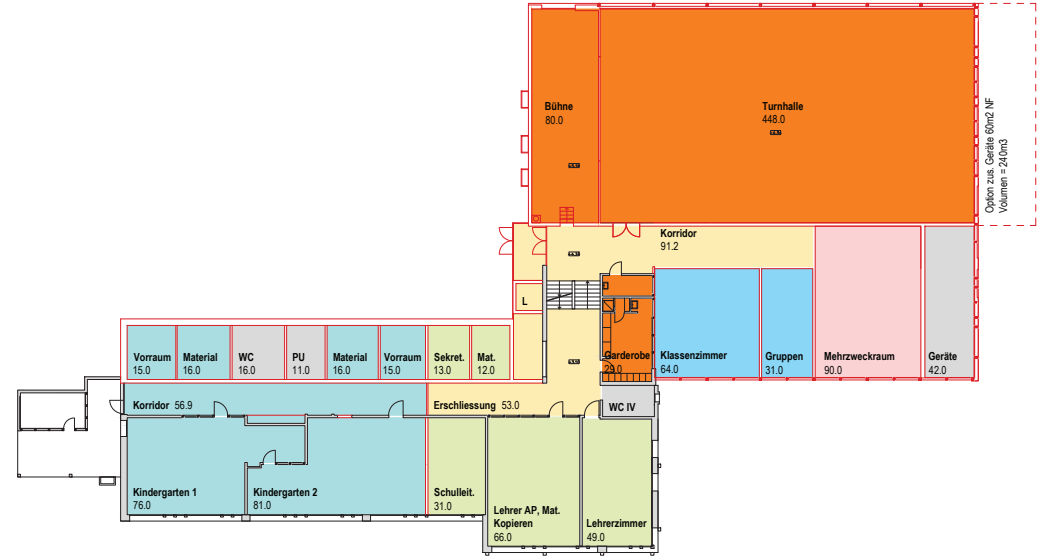 Bühne
80.0
Turnhalle
448.0
Option zus. Geräte 60m2 NF
Volumen = 240m3
Korridor
91.2
L
Garderobe
29.0
Klassenzimmer
64.0
Gruppen
31.0
Mehrzweckraum
90.0
Geräte
42.0
Vorraum
15.0
Material
16.0
WC
16.0
PU
11.0
Material
16.0
Vorraum
15.0
Sekret.
13.0
Mat.
12.0
Korridor 56.9
Erschliessung 53.0
WC IV
Kindergarten 1
76.0
Kindergarten 2
81.0
Schulleit.
31.0
Lehrer AP, Mat.
Kopieren
66.0
Lehrerzimmer
49.0